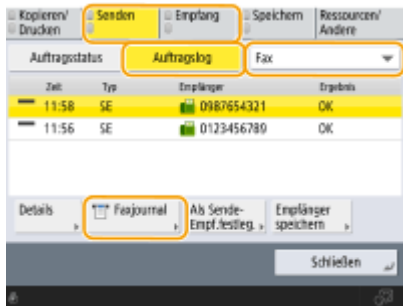 Kopieren/ Senden Empfang Speichern Ressourcen/
Drucken Andere
Auftragsstatus Auftragslog Fax
Zeit Typ Empfänger Ergebnis
11:58 SE 0987654321 OK
11:56 SE 0123456789 OK
Details Faxjournal Als Sende- Empfänger
Empf.festleg. speichern
Schließen